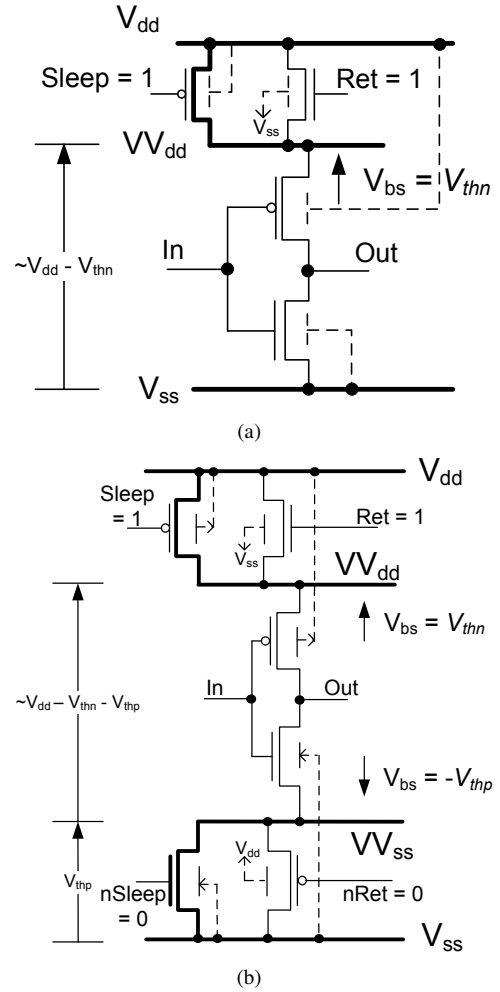 V_dd
Sleep = 1
Ret = 1
V_ss
VV_dd
V_bs = V_thn
~V_dd - V_thn
In
Out
V_ss
(a)
V_dd
Sleep
= 1
Ret = 1
V_ss
VV_dd
V_bs = V_thn
~V_dd – V_thn - V_thp
In
Out
V_bs = -V_thp
VV_ss
V_dd
V_thp
nSleep
= 0
nRet = 0
V_ss
(b)